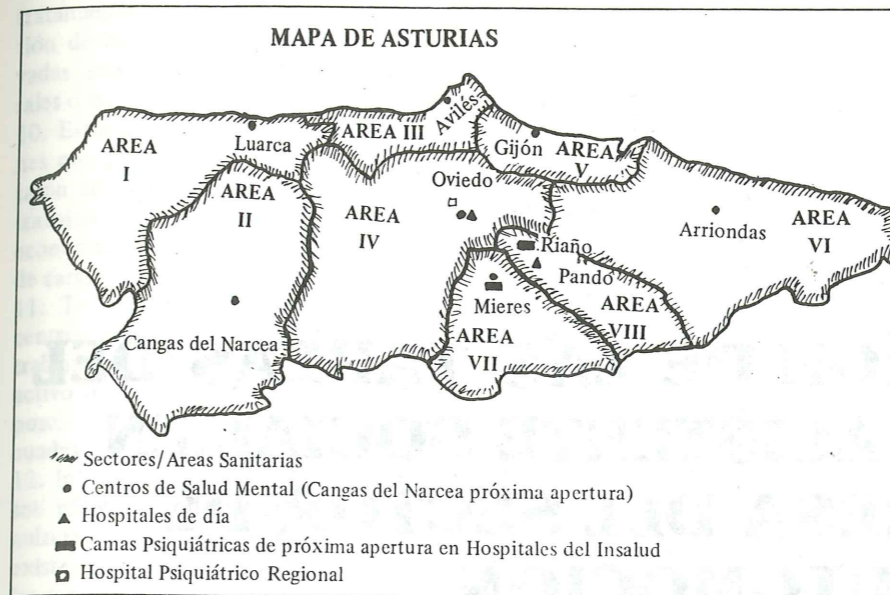 MAPA DE ASTURIAS
AREA I
Luarca
AREA III
Avilés
Gijón
AREA V
AREA II
Oviedo
AREA IV
Arriondas
AREA VI
Riaño
Pando
Cangas del Narcea
Mieres
AREA VII
AREA VIII
Sectores/Areas Sanitarias
Centros de Salud Mental (Cangas del Narcea próxima apertura)
Hospitales de día
Camas Psiquiátricas de próxima apertura en Hospitales del Insalud
Hospital Psiquiátrico Regional